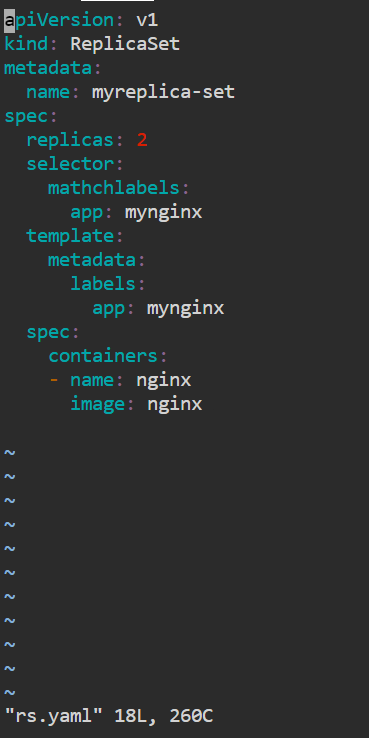 apiVersion: v1
kind: ReplicaSet
metadata:
  name: myreplica-set
spec:
  replicas: 2
  selector:
    mathchlabels:
      app: mynginx
  template:
    metadata:
      labels:
        app: mynginx
  spec:
    containers:
    - name: nginx
      image: nginx

~
~
~
~
~
~
~
~
~
~
~
"rs.yaml" 18L, 260C